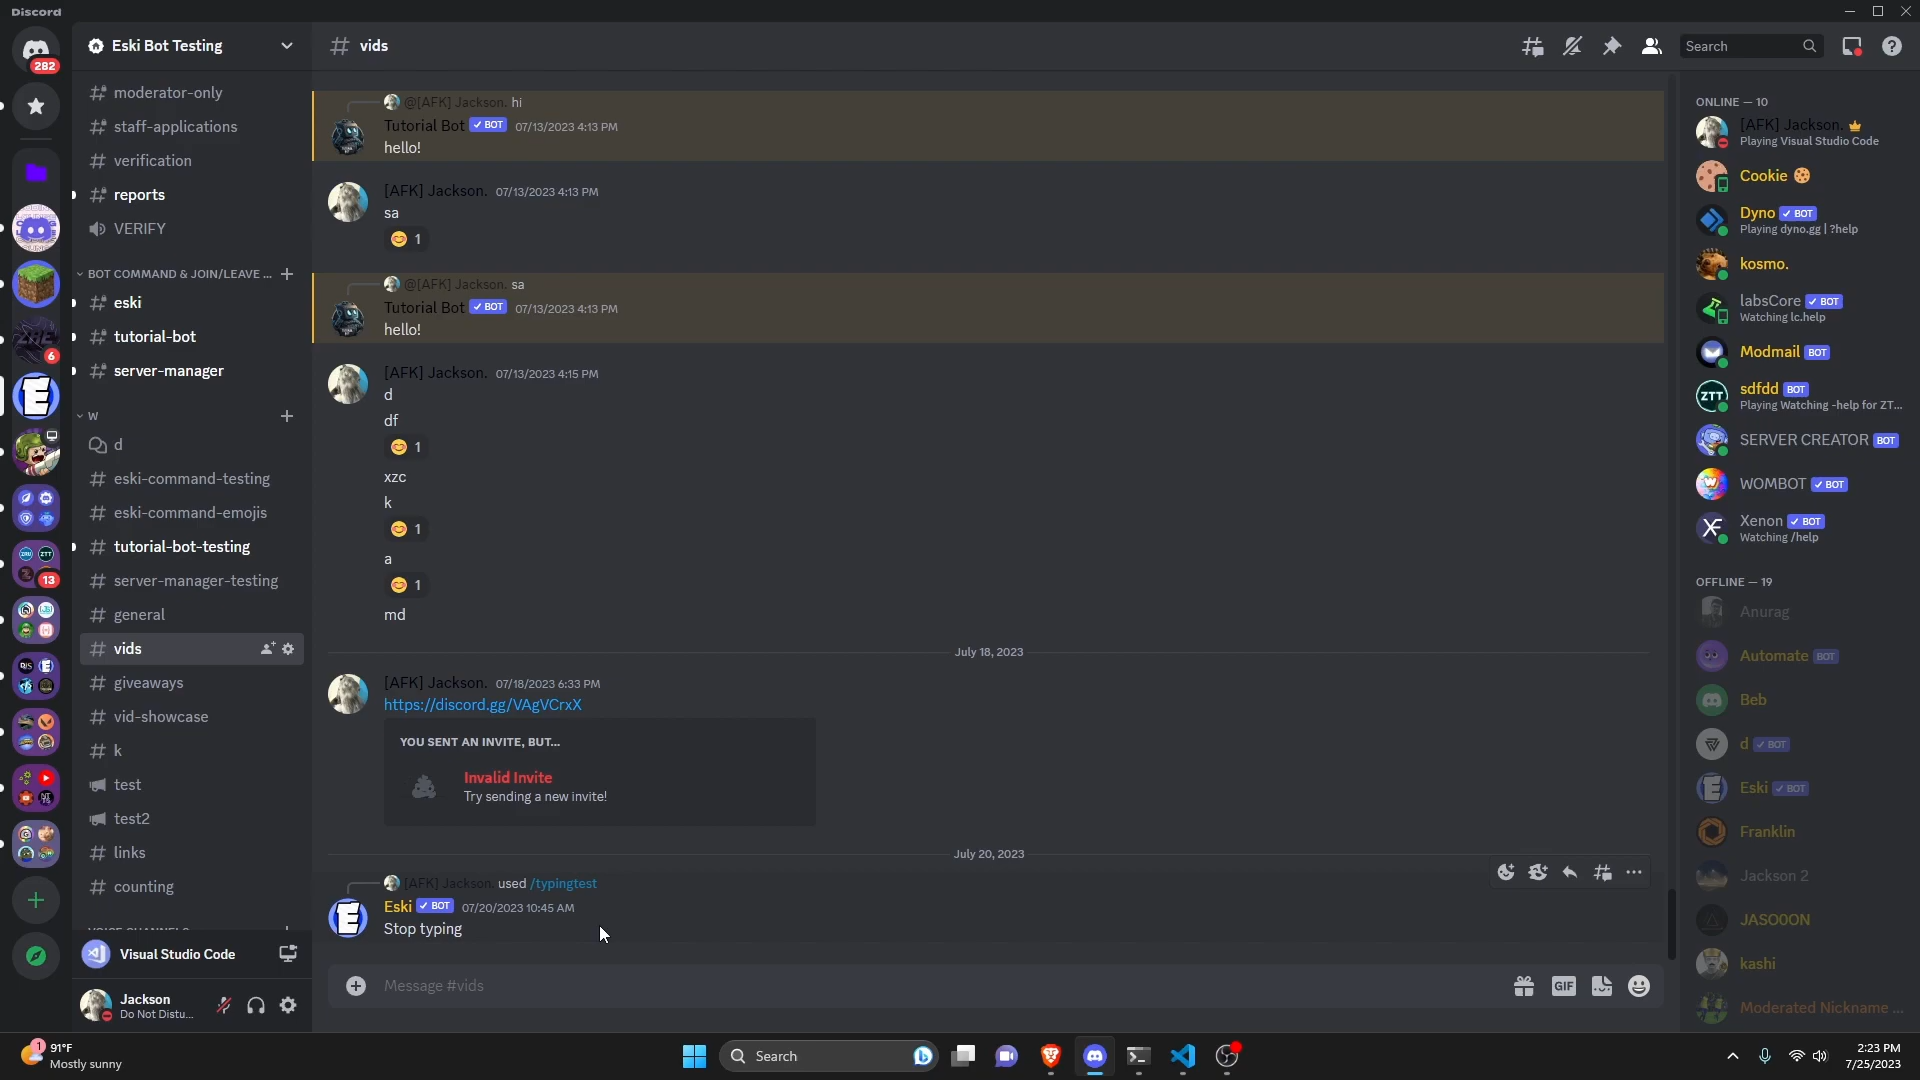 Discord
282
6
13
Eski Bot Testing
moderator-only
staff-applications
verification
reports
VERIFY
BOT COMMAND & JOIN/LEAVE ...
eski
tutorial-bot
server-manager
W
d
eski-command-testing
eski-command-emojis
tutorial-bot-testing
server-manager-testing
general
vids
giveaways
vid-showcase
k
test
test2
links
counting
VOICE CHANNELS
Visual Studio Code
Jackson
Do Not Distu...
vids
Search
@[AFK] Jackson. hi
Tutorial Bot BOT 07/13/2023 4:13 PM
hello!
[AFK] Jackson. 07/13/2023 4:13 PM
sa
1
@[AFK] Jackson. sa
Tutorial Bot BOT 07/13/2023 4:13 PM
hello!
[AFK] Jackson. 07/13/2023 4:15 PM
d
df
1
xzc
k
1
a
1
md
July 18, 2023
[AFK] Jackson. 07/18/2023 6:33 PM
https://discord.gg/VAgVCrxX
YOU SENT AN INVITE, BUT...
Invalid Invite
Try sending a new invite!
July 20, 2023
[AFK] Jackson. used /typingtest
Eski BOT 07/20/2023 10:45 AM
Stop typing
Message #vids
GIF
ONLINE — 10
[AFK] Jackson.
Playing Visual Studio Code
Cookie
Dyno BOT
Playing dyno.gg | ?help
kosmo.
labsCore BOT
Watching lc.help
Modmail BOT
ZTT
sdfdd BOT
Playing Watching -help for ZT...
SERVER CREATOR BOT
WOMBOT BOT
Xenon BOT
Watching /help
OFFLINE — 19
Anurag
Automate BOT
Beb
d BOT
Eski BOT
Franklin
Jackson 2
JASO0ON
kashi
Moderated Nickname ...
1
91°F
Mostly sunny
Search
2:23 PM
7/25/2023